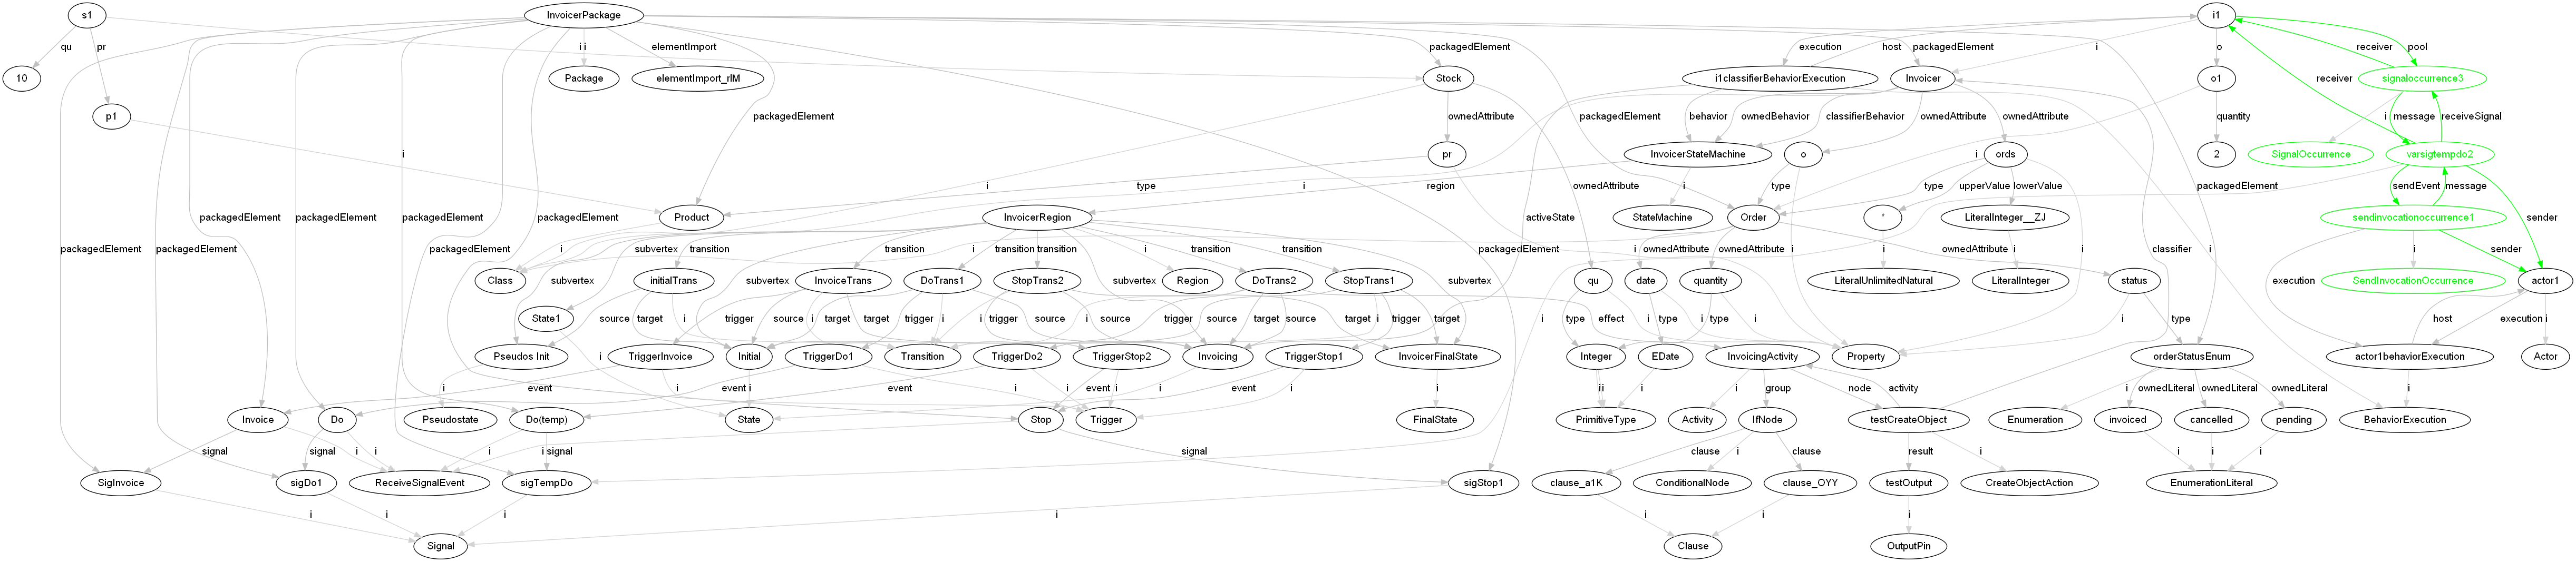 s1 InvoicerPackage i1
qu pr i i i elementImport packagedElement execution host packagedElement i o receiver pool
10 Package elementImport_rlM Stock i1classifierBehaviorExecution Invoicer o1 signaloccurrence3
p1 packagedElement ownedAttribute packagedElement behavior ownedBehavior classifierBehavior ownedAttribute ownedAttribute quantity receiver i message receiveSignal
pr InvoicerStateMachine o ords 2 SignalOccurrence varsigtempdo2
i i type i region ownedAttribute i type type upperValue lowerValue i packagedElement sendEvent message
packagedElement packagedElement packagedElement packagedElement Product InvoicerRegion activeState StateMachine Order * LiteralInteger__ZJ sendinvocationoccurrence1 sender
packagedElement packagedElement packagedElement i subvertex transition transition transition transition i transition transition packagedElement i ownedAttribute ownedAttribute i ownedAttribute i i i classifier i i sender
Class initialTrans InvoiceTrans DoTrans1 StopTrans2 Region DoTrans2 StopTrans1 qu date quantity LiteralUnlimitedNatural LiteralInteger status SendInvocationOccurrence actor1
subvertex subvertex subvertex subvertex execution
State1
source target i trigger source i target trigger i source i trigger source target i trigger source target source target i trigger target effect i type i type i type i i type host execution i
Pseudos Init TriggerInvoice Initial TriggerDo1 Transition TriggerDo2 TriggerStop2 Invoicing TriggerStop1 InvoicerFinalState Integer EDate InvoicingActivity Property orderStatusEnum actor1behaviorExecution Actor
i i event i i event i event i event i event i i i i i group node activity i ownedLiteral ownedLiteral ownedLiteral i
Invoice Do Pseudostate Do(temp) State Stop Trigger FinalState PrimitiveType Activity IfNode testCreateObject Enumeration invoiced cancelled pending BehaviorExecution
signal signal i i i signal i signal clause i clause result i i i i
SigInvoice sigDo1 ReceiveSignalEvent sigTempDo sigStop1 clause_a1K ConditionalNode clause_OYY testOutput CreateObjectAction EnumerationLiteral
i i i i i i i
Signal Clause OutputPin